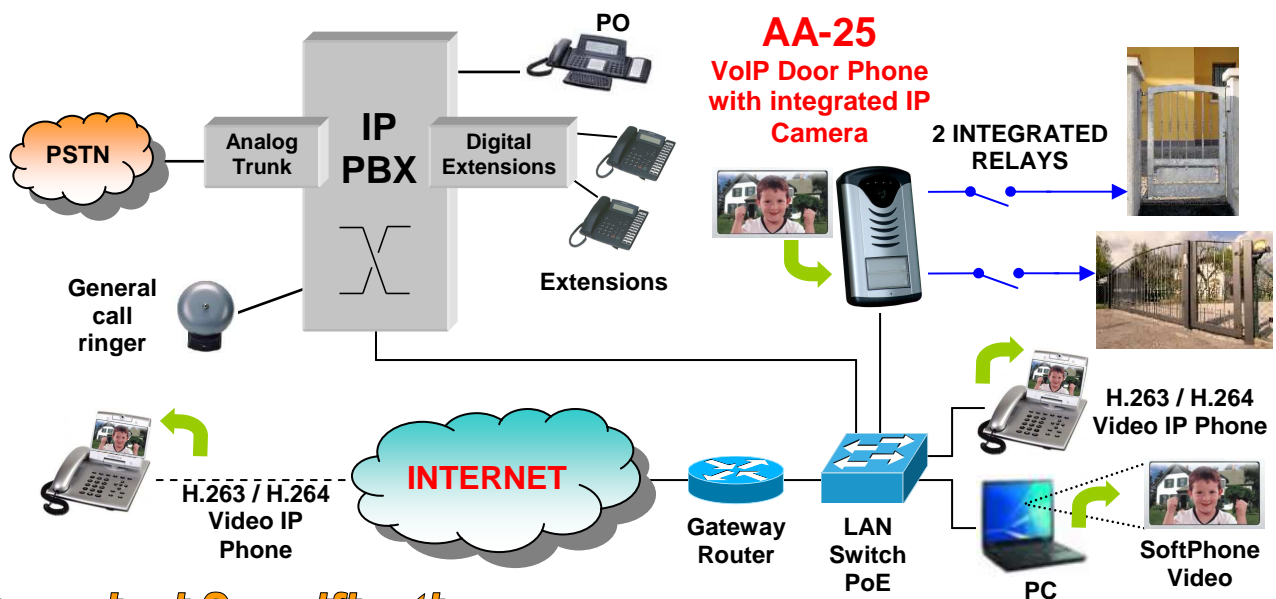 PO
AA-25
VoIP Door Phone
with integrated IP
Camera
PSTN
Analog
Trunk
IP
PBX
Digital
Extensions
2 INTEGRATED
RELAYS
Extensions
General
call
ringer
H.263 / H.264
Video IP Phone
INTERNET
H.263 / H.264
Video IP
Phone
Gateway
Router
LAN
Switch
PoE
PC
SoftPhone
Video